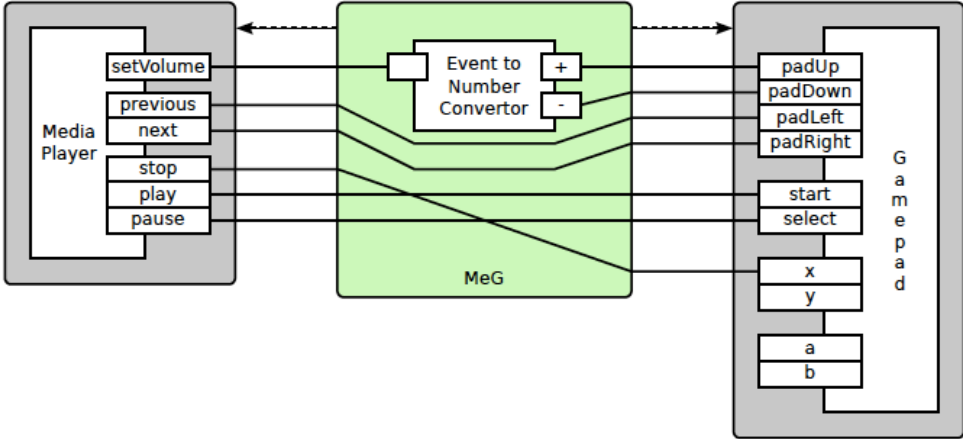 Media
Player
setVolume
previous
next
stop
play
pause
Event to
Number
Convertor
+
-
MeG
padUp
padDown
padLeft
padRight
start
select
x
y
a
b
G
a
m
e
p
a
d